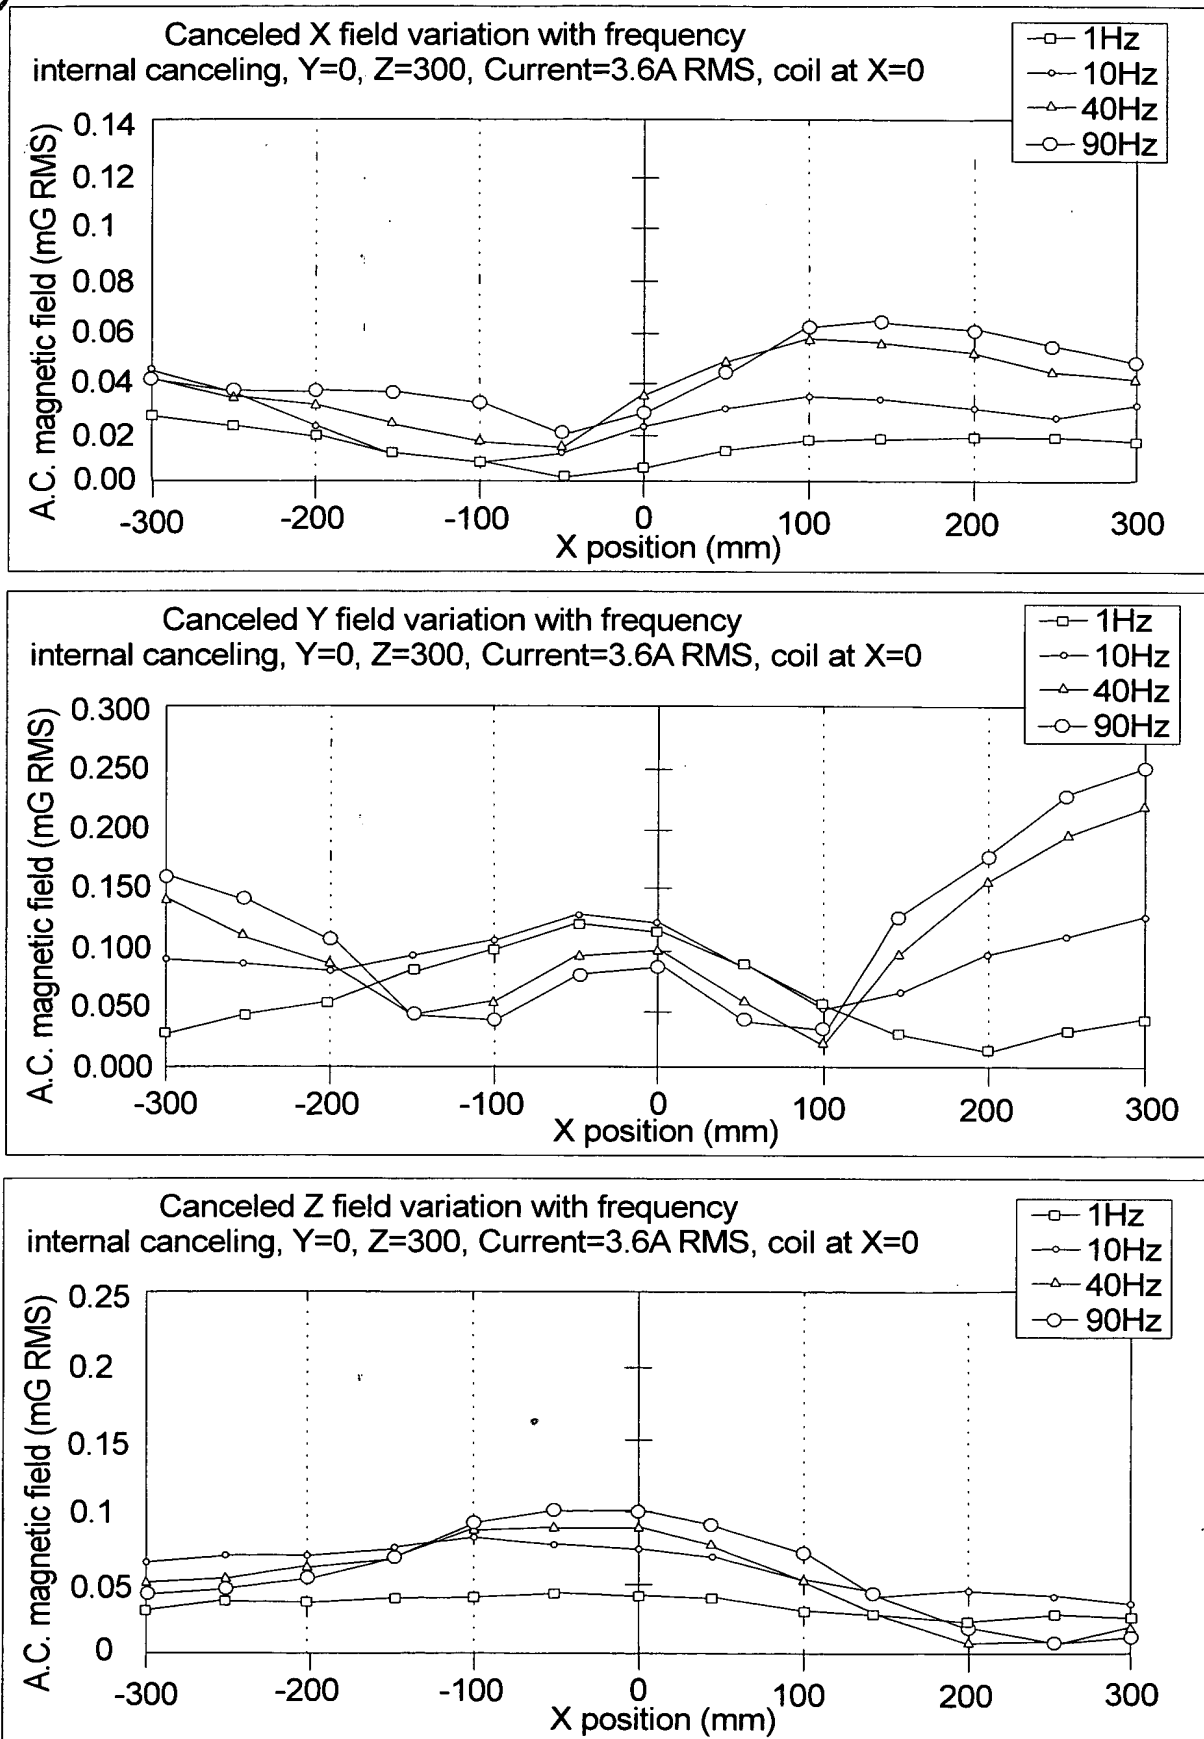 Canceled X field variation with frequency
internal canceling, Y=0, Z=300, Current=3.6A RMS, coil at X=0
1Hz
10Hz
40Hz
90Hz
A.C. magnetic field (mG RMS)
0.14
0.12
0.1
0.08
0.06
0.04
0.02
0.00
-300 -200 -100 0 100 200 300
X position (mm)
Canceled Y field variation with frequency
internal canceling, Y=0, Z=300, Current=3.6A RMS, coil at X=0
1Hz
10Hz
40Hz
90Hz
A.C. magnetic field (mG RMS)
0.300
0.250
0.200
0.150
0.100
0.050
0.000
-300 -200 -100 0 100 200 300
X position (mm)
Canceled Z field variation with frequency
internal canceling, Y=0, Z=300, Current=3.6A RMS, coil at X=0
1Hz
10Hz
40Hz
90Hz
A.C. magnetic field (mG RMS)
0.25
0.2
0.15
0.1
0.05
0
-300 -200 -100 0 100 200 300
X position (mm)